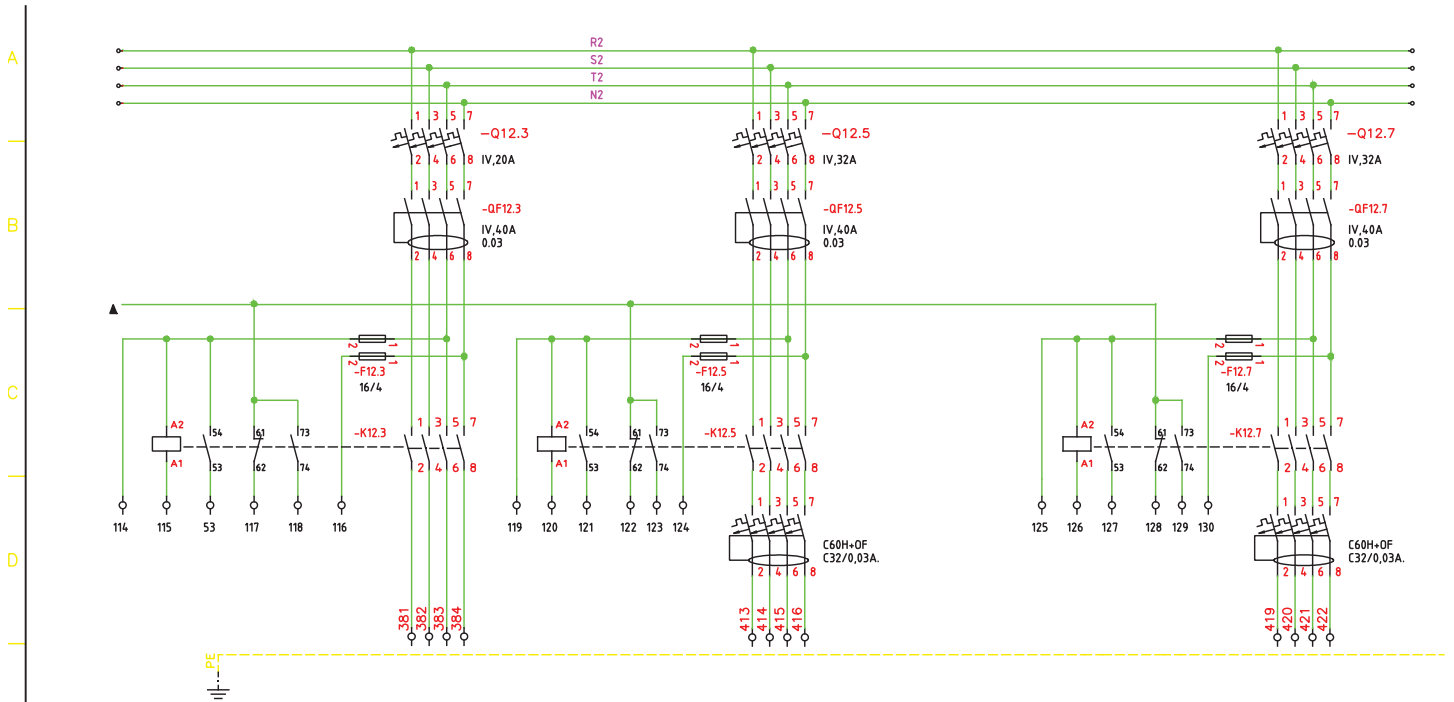 A
R2
S2
T2
N2
1 3 5 7
-Q12.3
2 4 6 8
IV,20A
1 3 5 7
-Q12.5
2 4 6 8
IV,32A
1 3 5 7
-Q12.7
2 4 6 8
IV,32A
B
1 3 5 7
-QF12.3
IV,40A
0.03
2 4 6 8
1 3 5 7
-QF12.5
IV,40A
0.03
2 4 6 8
1 3 5 7
-QF12.7
IV,40A
0.03
2 4 6 8
C
2 1
2 1
-F12.3
16/4
2 1
2 1
-F12.5
16/4
2 1
2 1
-F12.7
16/4
A2 54 61 73
-K12.3
1 3 5 7
A1 53 62 74
2 4 6 8
A2 54 61 73
-K12.5
1 3 5 7
A1 53 62 74
2 4 6 8
A2 54 61 73
-K12.7
1 3 5 7
A1 53 62 74
2 4 6 8
114 115 53 117 118 116
119 120 121 122 123 124
125 126 127 128 129 130
D
1 3 5 7
C60H+OF
C32/0,03A.
2 4 6 8
1 3 5 7
C60H+OF
C32/0,03A.
2 4 6 8
381 382 383 384
413 414 415 416
419 420 421 422
PE